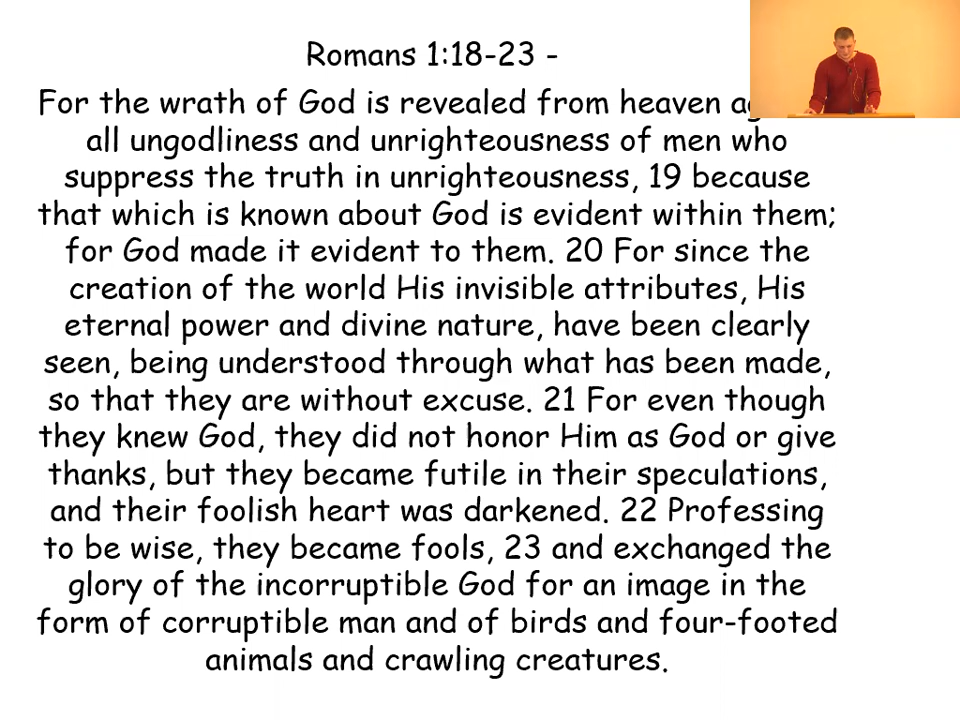 Romans 1:18-23 -
For the wrath of God is revealed from heaven
all ungodliness and unrighteousness of men who
suppress the truth in unrighteousness, 19 because
that which is known about God is evident within them;
for God made it evident to them. 20 For since the
creation of the world His invisible attributes, His
eternal power and divine nature, have been clearly
seen, being understood through what has been made,
so that they are without excuse. 21 For even though
they knew God, they did not honor Him as God or give
thanks, but they became futile in their speculations,
and their foolish heart was darkened. 22 Professing
to be wise, they became fools, 23 and exchanged the
glory of the incorruptible God for an image in the
form of corruptible man and of birds and four-footed
animals and crawling creatures.